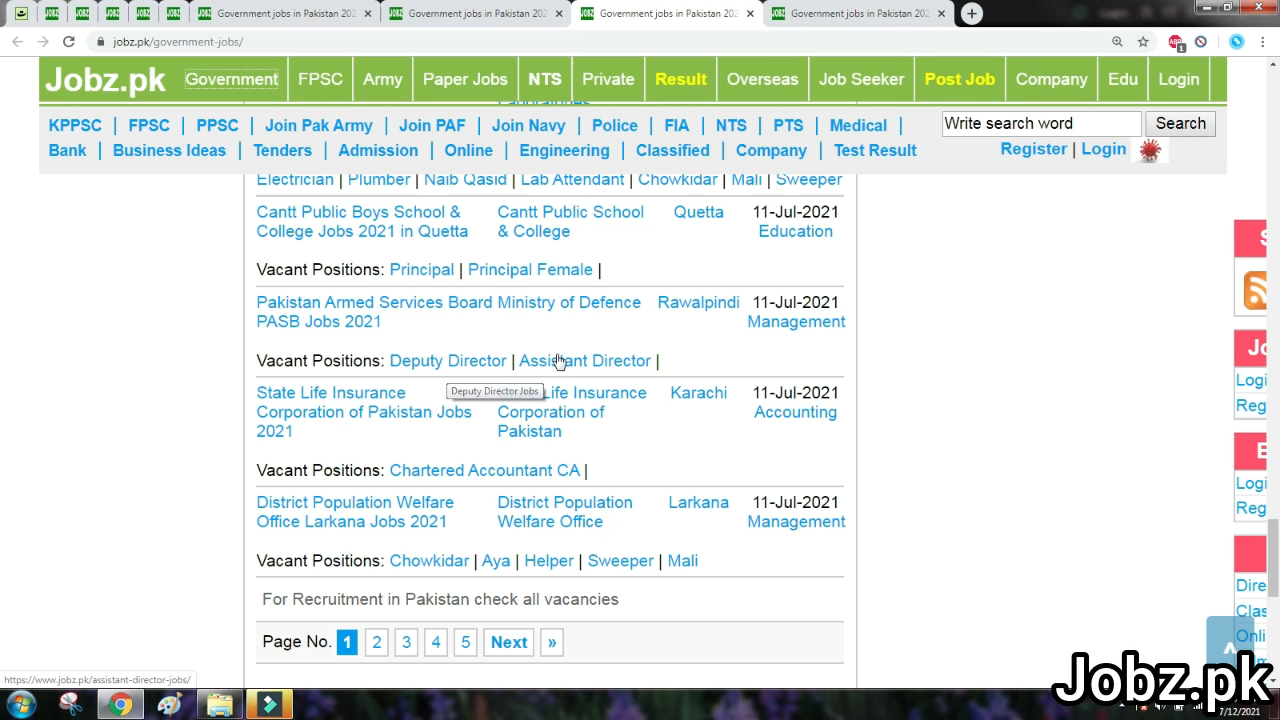 Government jobs in Pakistan 202
Government jobs in Pakistan 202
Government jobs in Pakistan 202
Government jobs in Pakistan 202
jobz.pk/government-jobs/
Jobz.pk Government FPSC Army Paper Jobs NTS Private Result Overseas Job Seeker Post Job Company Edu Login
KPPSC | FPSC | PPSC | Join Pak Army | Join PAF | Join Navy | Police | FIA | NTS | PTS | Medical |
Write search word Search
Bank | Business Ideas | Tenders | Admission | Online | Engineering | Classified | Company | Test Result
Register | Login
Electrician | Plumber | Naib Qasid | Lab Attendant | Chowkidar | Mali | Sweeper
Cantt Public Boys School & Cantt Public School Quetta 11-Jul-2021
College Jobs 2021 in Quetta & College Education
Vacant Positions: Principal | Principal Female |
Pakistan Armed Services Board Ministry of Defence Rawalpindi 11-Jul-2021
PASB Jobs 2021 Management
Vacant Positions: Deputy Director | Assistant Director |
Deputy Director Jobs
State Life Insurance Life Insurance Karachi 11-Jul-2021
Corporation of Pakistan Jobs Corporation of Accounting
2021 Pakistan
Vacant Positions: Chartered Accountant CA |
District Population Welfare District Population Larkana 11-Jul-2021
Office Larkana Jobs 2021 Welfare Office Management
Vacant Positions: Chowkidar | Aya | Helper | Sweeper | Mali
For Recruitment in Pakistan check all vacancies
Page No. 1 2 3 4 5 Next »
Jo
Logi
Reg
E
Logi
Reg
Dire
Clas
Onli
https://www.jobz.pk/assistant-director-jobs/
Jobz.pk
7/12/2021